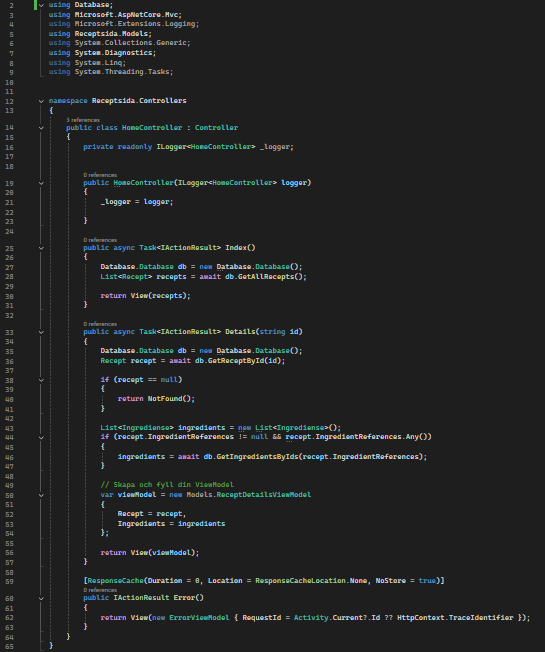 2 using Database;
3 using Microsoft.AspNetCore.Mvc;
4 using Microsoft.Extensions.Logging;
5 using Receptsida.Models;
6 using System.Collections.Generic;
7 using System.Diagnostics;
8 using System.Linq;
9 using System.Threading.Tasks;
10
11
12 namespace Receptsida.Controllers
13 {
3 references
14 public class HomeController : Controller
15 {
16 private readonly ILogger<HomeController> _logger;
17
18
0 references
19 public HomeController(ILogger<HomeController> logger)
20 {
21 _logger = logger;
22
23 }
24
0 references
25 public async Task<IActionResult> Index()
26 {
27 Database.Database db = new Database.Database();
28 List<Recept> recepts = await db.GetAllRecepts();
29
30 return View(recepts);
31 }
32
0 references
33 public async Task<IActionResult> Details(string id)
34 {
35 Database.Database db = new Database.Database();
36 Recept recept = await db.GetReceptById(id);
37
38 if (recept == null)
39 {
40 return NotFound();
41 }
42
43 List<Ingrediense> ingredients = new List<Ingrediense>();
44 if (recept.IngredientReferences != null && recept.IngredientReferences.Any())
45 {
46 ingredients = await db.GetIngredientsByIds(recept.IngredientReferences);
47 }
48
49 // Skapa och fyll din ViewModel
50 var viewModel = new Models.ReceptDetailsViewModel
51 {
52 Recept = recept,
53 Ingredients = ingredients
54 };
55
56 return View(viewModel);
57 }
58
59 [ResponseCache(Duration = 0, Location = ResponseCacheLocation.None, NoStore = true)]
0 references
60 public IActionResult Error()
61 {
62 return View(new ErrorViewModel { RequestId = Activity.Current?.Id ?? HttpContext.TraceIdentifier });
63 }
64 }
65 }